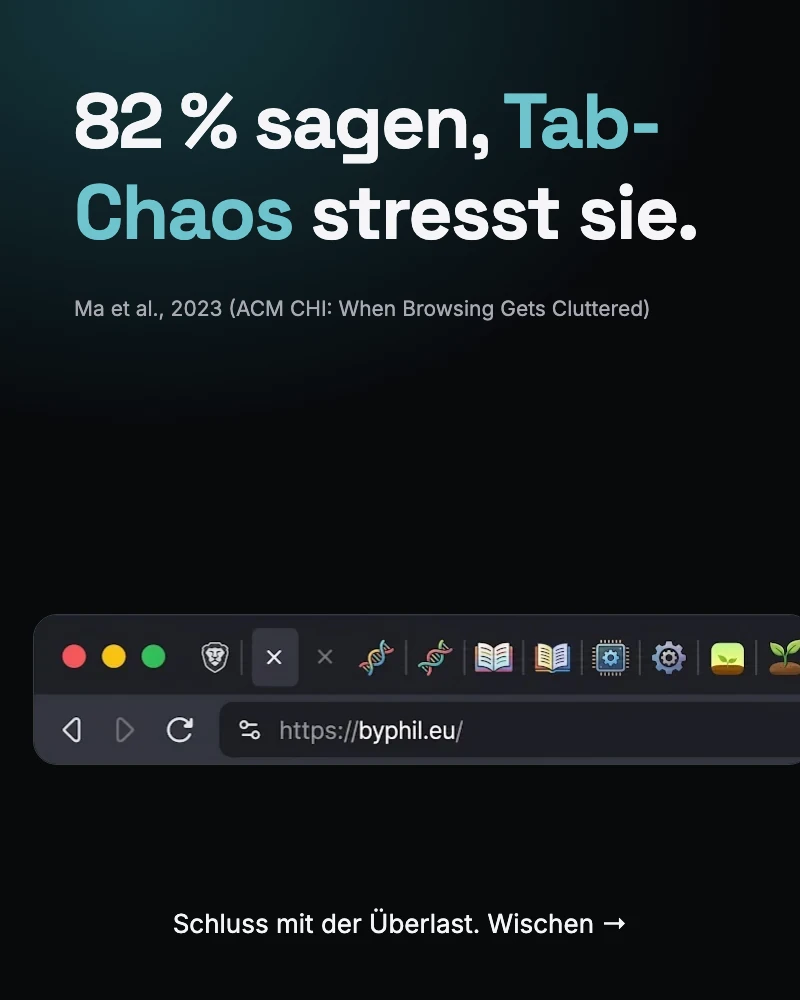 82 % sagen, Tab-
Chaos stresst sie.
Ma et al., 2023 (ACM CHI: When Browsing Gets Cluttered)
https://byphil.eu/
Schluss mit der Überlast. Wischen →